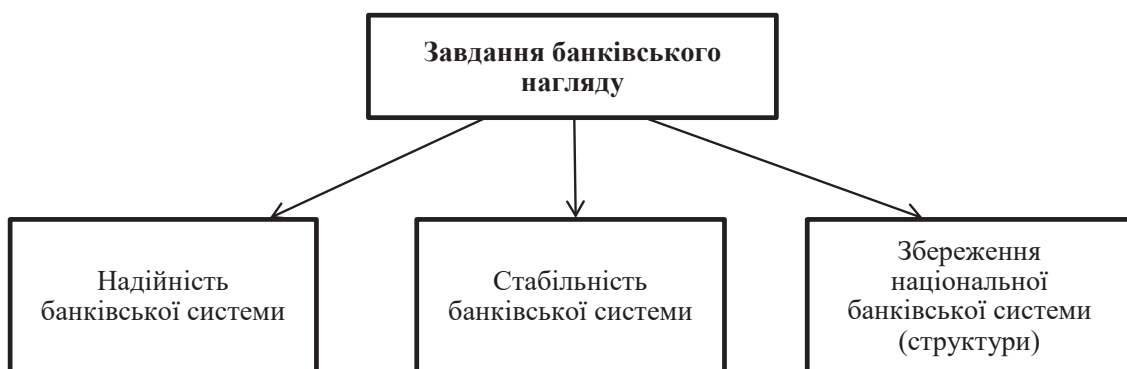 Завдання банківського
нагляду
Надійність
банківської системи
Стабільність
банківської системи
Збереження
національної
банківської системи
(структури)